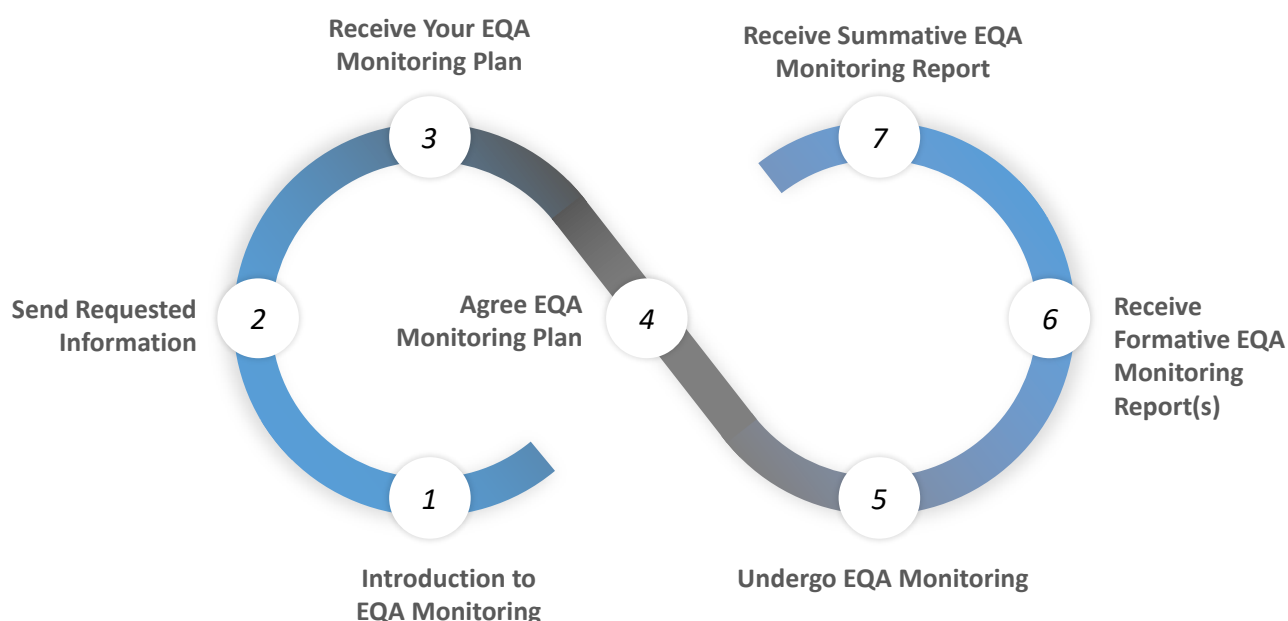 Receive Your EQA
Monitoring Plan
Receive Summative EQA
Monitoring Report
3
7
Send Requested
Information
2
Agree EQA
Monitoring Plan
4
6
Receive
Formative EQA
Monitoring
Report(s)
1
5
Introduction to
EQA Monitoring
Undergo EQA Monitoring